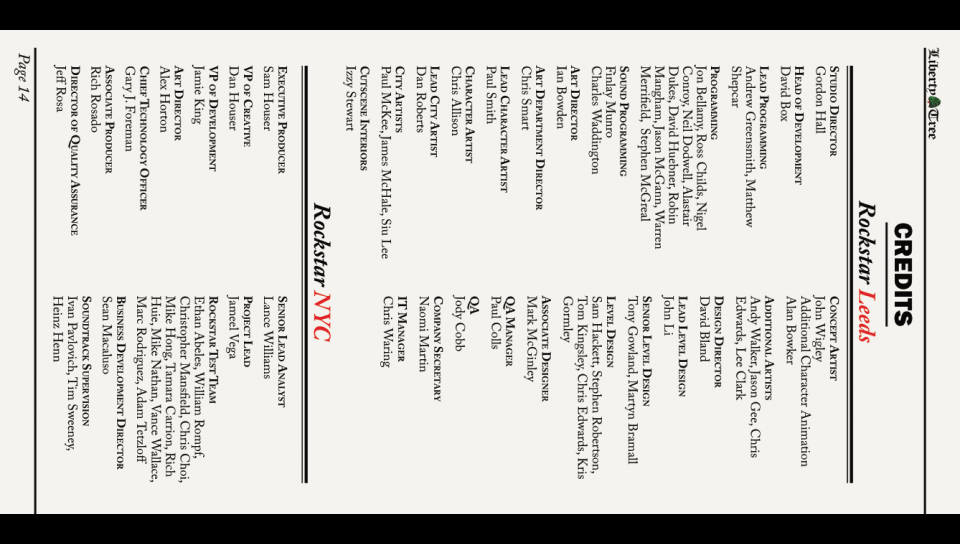 Liberty Tree
CREDITS
Rockstar Leeds
STUDIO DIRECTOR
Gordon Hall
HEAD OF DEVELOPMENT
David Box
LEAD PROGRAMMING
Andrew Greensmith, Matthew
Shepcar
PROGRAMMING
Jon Bellamy, Ross Childs, Nigel
Conroy, Neil Dodwell, Alastair
Dukes, David Huebner, Robin
Maugham, Jason McGann, Warren
Merrifield, Stephen McGreal
SOUND PROGRAMMING
Finlay Munro
Charles Waddington
ART DIRECTOR
Ian Bowden
ART DEPARTMENT DIRECTOR
Chris Smart
LEAD CHARACTER ARTIST
Paul Smith
CHARACTER ARTIST
Chris Allison
LEAD CITY ARTIST
Dan Roberts
CITY ARTISTS
Paul McKee, James McHale, Siu Lee
CUTSCENE INTERIORS
Izzy Stewart
CONCEPT ARTIST
John Wigley
Additional Character Animation
Alan Bowker
ADDITIONAL ARTISTS
Andy Walker, Jason Gee, Chris
Edwards, Lee Clark
DESIGN DIRECTOR
David Bland
LEAD LEVEL DESIGN
John Li
SENIOR LEVEL DESIGN
Tony Gowland, Martyn Bramall
LEVEL DESIGN
Sam Hackett, Stephen Robertson,
Tom Kingsley, Chris Edwards, Kris
Gormley
ASSOCIATE DESIGNER
Mark McGinley
QA MANAGER
Paul Colls
QA
Jody Cobb
COMPANY SECRETARY
Naomi Martin
IT MANAGER
Chris Waring
Rockstar NYC
EXECUTIVE PRODUCER
Sam Houser
VP OF CREATIVE
Dan Houser
VP OF DEVELOPMENT
Jamie King
ART DIRECTOR
Alex Horton
CHIEF TECHNOLOGY OFFICER
Gary J. Foreman
ASSOCIATE PRODUCER
Rich Rosado
DIRECTOR OF QUALITY ASSURANCE
Jeff Rosa
SENIOR LEAD ANALYST
Lance Williams
PROJECT LEAD
Jameel Vega
ROCKSTAR TEST TEAM
Ethan Abeles, William Rompf,
Christopher Mansfield, Chris Choi,
Mike Hong, Tamara Carrion, Rich
Huie, Mike Nathan, Vance Wallace,
Marc Rodriguez, Adam Tetzloff
BUSINESS DEVELOPMENT DIRECTOR
Sean Macaluso
SOUNDTRACK SUPERVISION
Ivan Pavlovich, Tim Sweeney,
Heinz Henn
Page 14